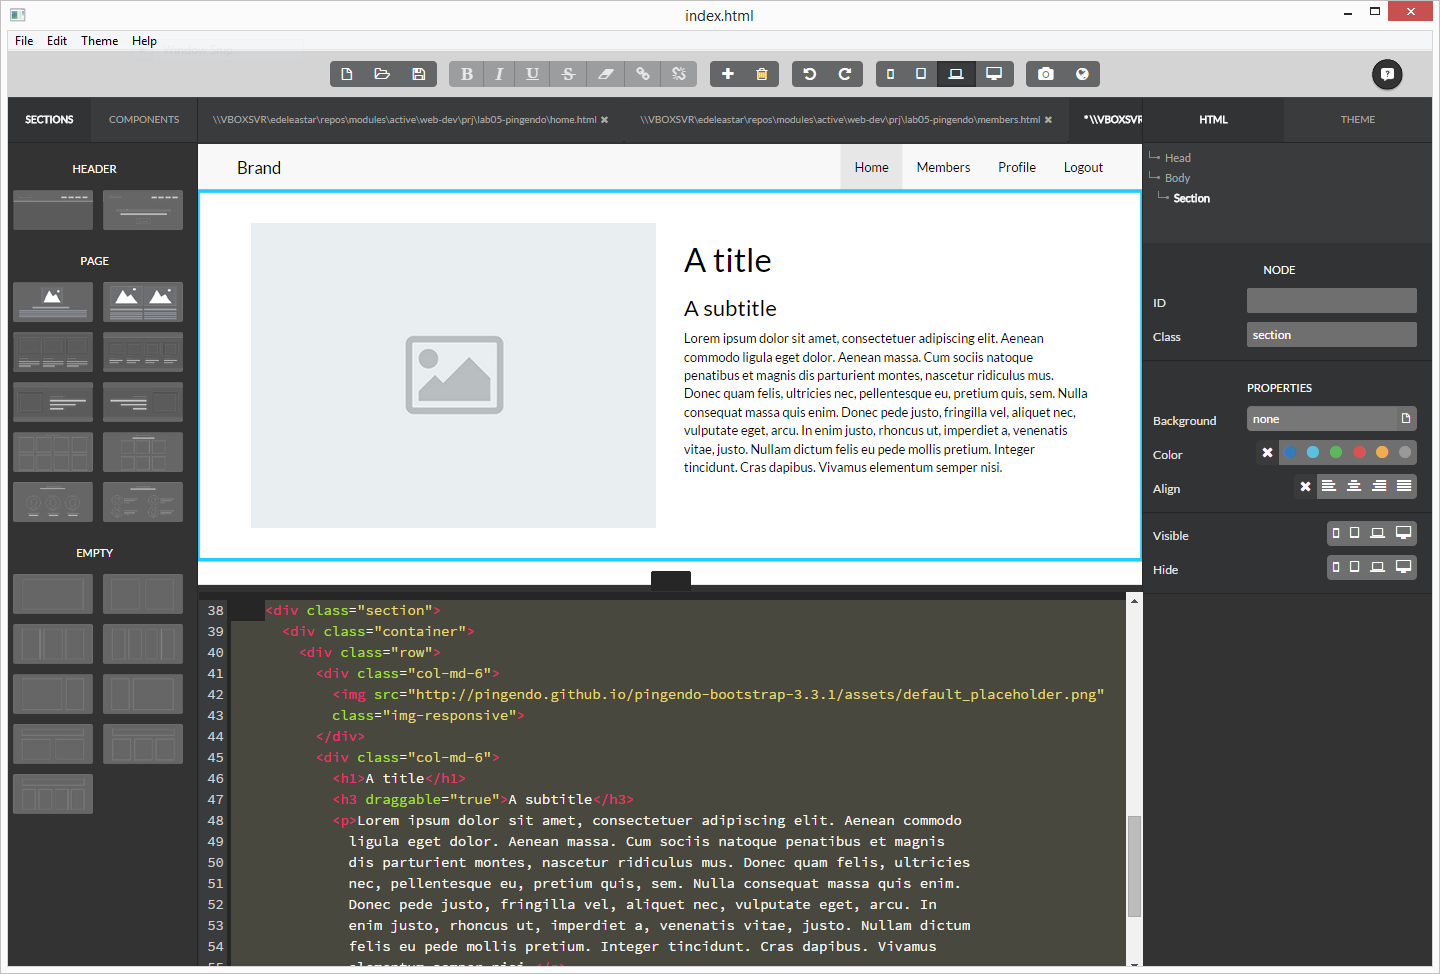 index.html
File Edit Theme Help
B I U S
SECTIONS COMPONENTS
\\VBOXSVR\edeleastar\repos\modules\active\web-dev\prj\lab05-pingendo\home.html
\\VBOXSVR\edeleastar\repos\modules\active\web-dev\prj\lab05-pingendo\members.html
* \\VBOXSVR
HTML THEME
HEADER
PAGE
EMPTY
Brand Home Members Profile Logout
A title
A subtitle
Lorem ipsum dolor sit amet, consectetuer adipiscing elit. Aenean
commodo ligula eget dolor. Aenean massa. Cum sociis natoque
penatibus et magnis dis parturient montes, nascetur ridiculus mus.
Donec quam felis, ultricies nec, pellentesque eu, pretium quis, sem. Nulla
consequat massa quis enim. Donec pede justo, fringilla vel, aliquet nec,
vulputate eget, arcu. In enim justo, rhoncus ut, imperdiet a, venenatis
vitae, justo. Nullam dictum felis eu pede mollis pretium. Integer
tincidunt. Cras dapibus. Vivamus elementum semper nisi.
38 <div class="section">
39 <div class="container">
40 <div class="row">
41 <div class="col-md-6">
42 <img src="http://pingendo.github.io/pingendo-bootstrap-3.3.1/assets/default_placeholder.png"
43 class="img-responsive">
44 </div>
45 <div class="col-md-6">
46 <h1>A title</h1>
47 <h3 draggable="true">A subtitle</h3>
48 <p>Lorem ipsum dolor sit amet, consectetuer adipiscing elit. Aenean commodo
49 ligula eget dolor. Aenean massa. Cum sociis natoque penatibus et magnis
50 dis parturient montes, nascetur ridiculus mus. Donec quam felis, ultricies
51 nec, pellentesque eu, pretium quis, sem. Nulla consequat massa quis enim.
52 Donec pede justo, fringilla vel, aliquet nec, vulputate eget, arcu. In
53 enim justo, rhoncus ut, imperdiet a, venenatis vitae, justo. Nullam dictum
54 felis eu pede mollis pretium. Integer tincidunt. Cras dapibus. Vivamus
55 elementum semper nisi.</p>
Head
Body
Section
NODE
ID
Class section
PROPERTIES
Background none
Color
Align
Visible
Hide